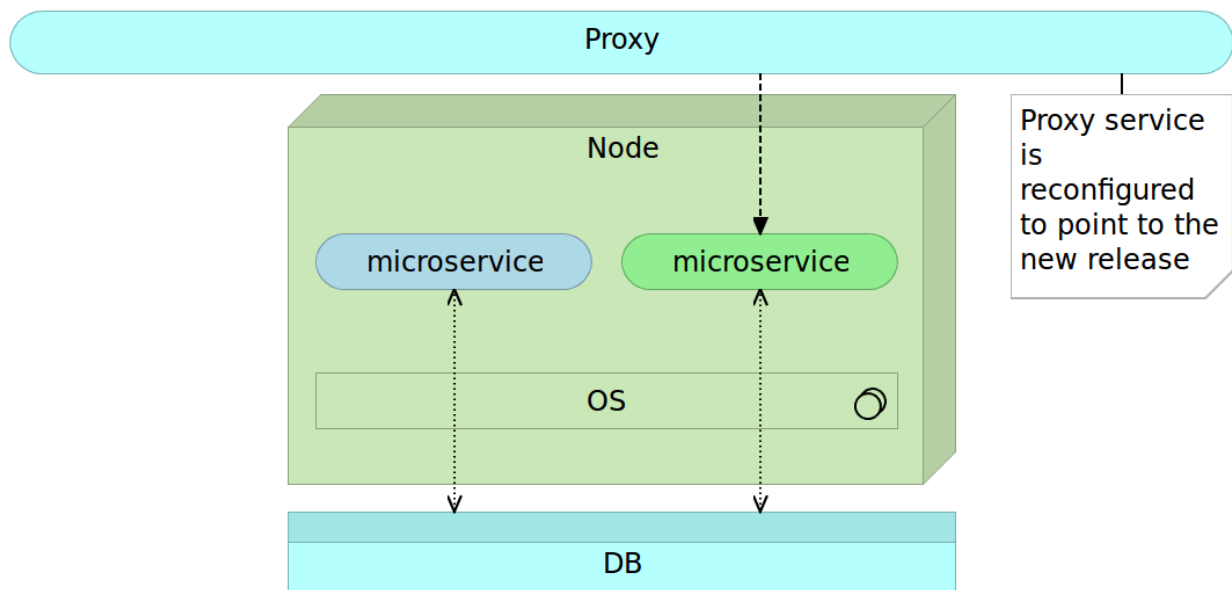 Proxy
Node
Proxy service
is
reconfigured
to point to the
new release
microservice
microservice
OS
DB